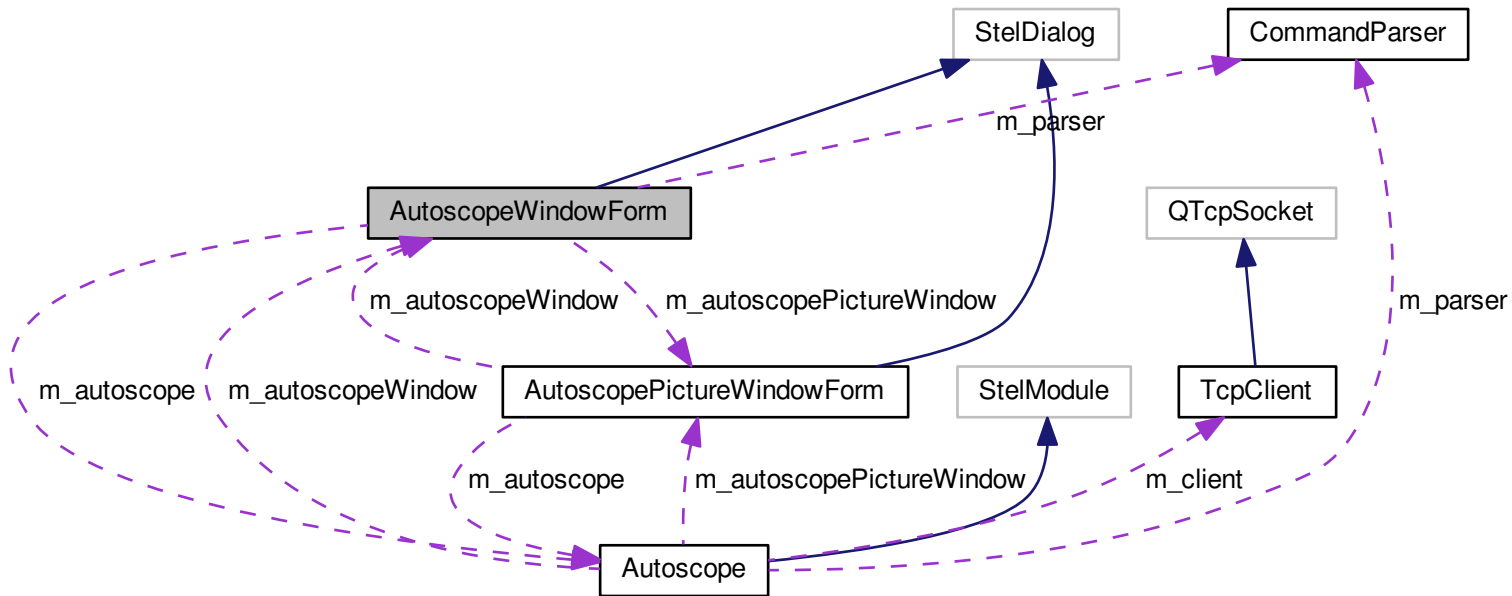 StelDialog
CommandParser
m_parser
AutoscopeWindowForm
QTcpSocket
m_autoscopeWindow
m_autoscopePictureWindow
m_parser
m_autoscope
m_autoscopeWindow
AutoscopePictureWindowForm
StelModule
TcpClient
m_autoscope
m_autoscopePictureWindow
m_client
Autoscope